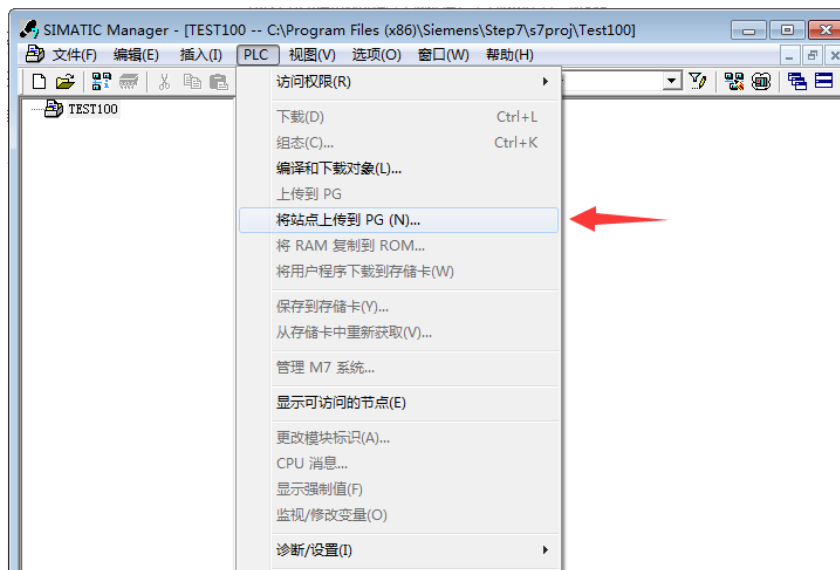 SIMATIC Manager - [TEST100 -- C:\Program Files (x86)\Siemens\Step7\s7proj\Test100]
文件(F) 编辑(E) 插入(I) PLC 视图(V) 选项(O) 窗口(W) 帮助(H)
TEST100
访问权限(R)
下载(D) Ctrl+L
组态(C)... Ctrl+K
编译和下载对象(L)...
上传到 PG
将站点上传到 PG (N)...
将 RAM 复制到 ROM...
将用户程序下载到存储卡(W)
保存到存储卡(Y)...
从存储卡中重新获取(V)...
管理 M7 系统...
显示可访问的节点(E)
更改模块标识(A)...
CPU 消息...
显示强制值(F)
监视/修改变量(O)
诊断/设置(I)